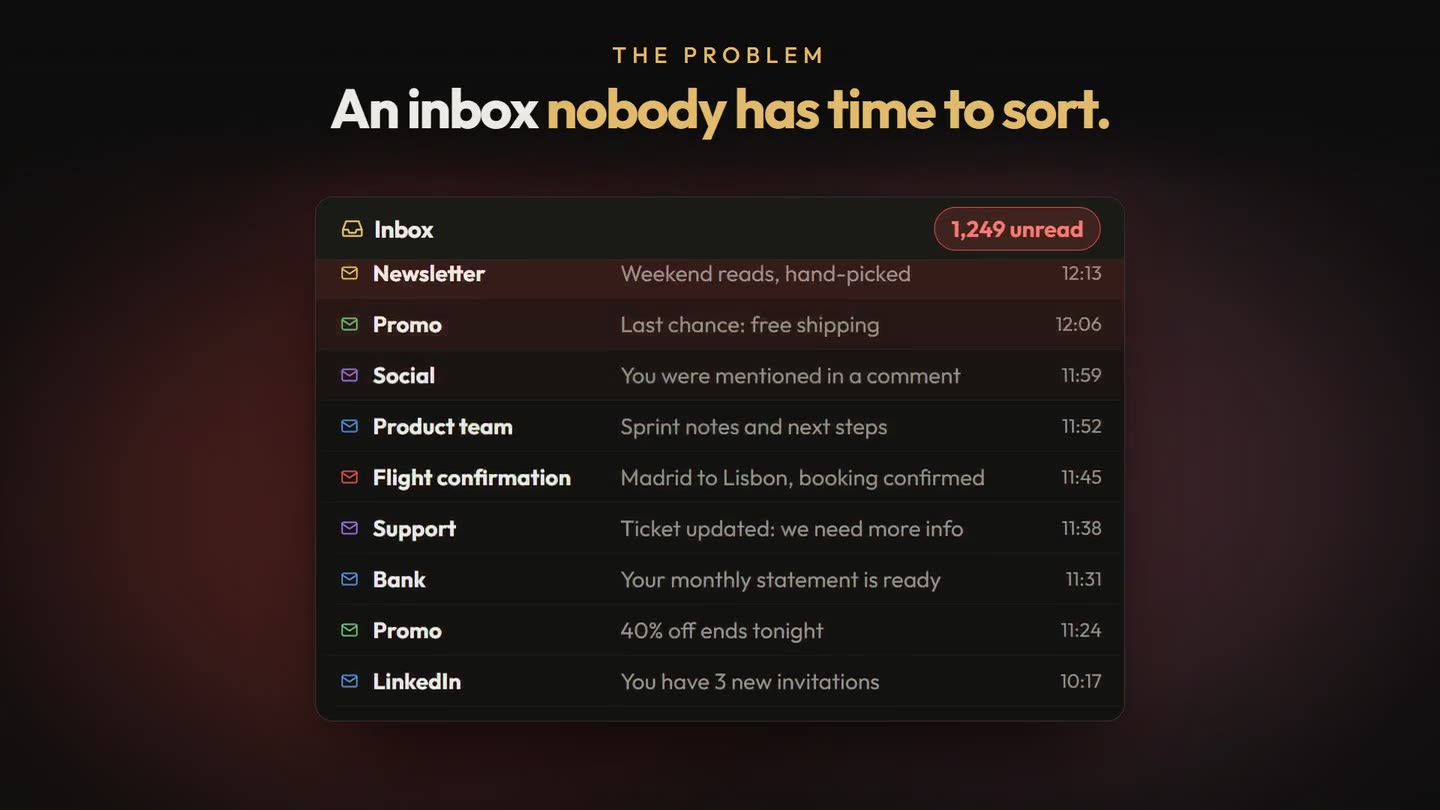 THE PROBLEM
An inbox nobody has time to sort.
Inbox 1,249 unread
Newsletter Weekend reads, hand-picked 12:13
Promo Last chance: free shipping 12:06
Social You were mentioned in a comment 11:59
Product team Sprint notes and next steps 11:52
Flight confirmation Madrid to Lisbon, booking confirmed 11:45
Support Ticket updated: we need more info 11:38
Bank Your monthly statement is ready 11:31
Promo 40% off ends tonight 11:24
LinkedIn You have 3 new invitations 10:17